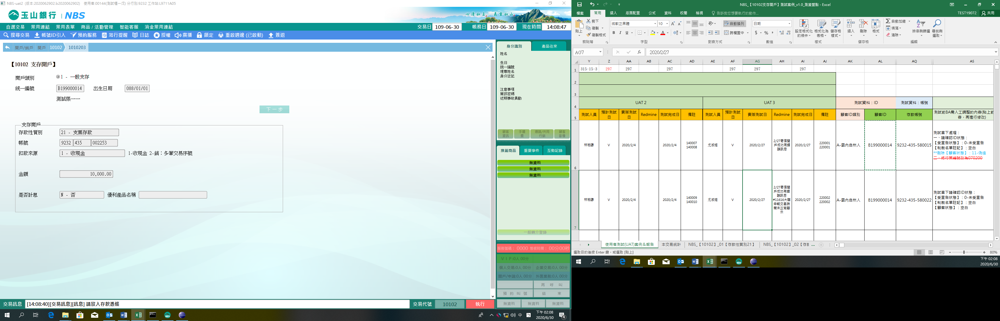 NBS-uat2 (版本:2020062902.b2020062902) 使用者:00144(測試櫃一戊) 分行別:9232 工作站:L9711A05
玉山銀行 | NBS
心清如玉。義重如山。
自選交易 常用連結 常用表單 商品/活動管理 智能客服 消金常用連結
交易日 109-06-30 帳務日 109-06-30 現在時間 14:08:47
搜尋交易 帳號ID引入 預約服務 蒞行提醒 日誌 授權 廣播 鎖定 重啟週邊 (已啟動) 簽退
開戶/銷戶 開戶 10102 1010203
【10102 支存開戶】
開戶類別 1 - 一般支存
統一編號 B199000014 出生日期 088/01/01
測試張一一
下一步
支存開戶
存款性質別 21 - 支票存款
帳號 9232 435 002253
扣款來源 1 - 收現金 1-收現金 2-銷:多筆交易序號
金額 10,000.00
是否計息 N - 否 優利產品名稱
身分識別 產品往來
姓名
生日
統一編號
理專姓名
身分註記
注意事項
簡訊密碼
近期事故異動
顧客資訊 手續費 通路/共同行銷 顧客影像
推薦商品 重要事件 互動記錄
無資料
無資料
無資料
一般轉介登錄
服務號碼: 0000 等候時間: 00分00秒
VIP:0人 00分
個人交易:0人 00分 企業交易:0人 00分
開戶/申請:0人 00分 外匯業務:0人 00分
再 呼 叫
預 約 叫 號 結 束
無資料 無資料 無資料
交易訊息 [14:08:40][交易訊息][訊息] 請放入存款憑條 交易代號 10102 執行
中 下午 02:08
2020/6/30
4
NBS_【10102支存開戶】測試案例_v1.0_測資盤點 - Excel
檔案 常用 插入 版面配置 公式 資料 校閱 檢視 告訴我您想要執行的動作... TEST19072 共用
貼上 剪下 複製 複製格式 剪貼簿
微軟正黑體 10 B I U 字型
自動換列 跨欄置中 對齊方式
日期 $ % 數值
設定格式化的條件 格式化為表格 儲存格樣式 樣式
插入 刪除 格式 儲存格
自動加總 填滿 清除 排序與篩選 尋找與選取 編輯
AG7 fx 2020/2/27
Y Z AA AB AC AD AE AF AG AH AI AJ AK AL AQ AS
1 315-15-3 297 297 297 297 297 297
2
3
4 UAT 2 UAT 3 測試資料:ID 測試資料:帳號
5 測試人員 預計測試日 實際測試日 Redmine 測試完成日 備註 測試人員 預計測試日 實際測試日 Redmine 測試完成日 備註 顧客ID類別 顧客ID 存款帳號 測試前BA需人工調整的內容(貼上前
容,再進行修改)
6 林柏諺 V 2020/2/4 2020/2/4 140007
140008 尤淑姬 V 2020/2/27 2/27寄信開戶成功有錯誤訊息 2020/2/27 220001
220001 A-國內自然人 B199000014 9232-435-580015
測試當下處理:
一、請確認ID狀態:
【受宣告狀態】:0-未受宣告
【制裁名單註記】:空白
**刪除【顧客狀態】:11-偽造
二、將行業編號改為070200
7 林柏諺 V 2020/2/4 2020/2/4 140009
140010 尤淑姬 V 2020/2/27 2/27寄信開戶成功有錯誤訊息
#11616大額申報交易時間未正常顯示 2020/2/27 220002
220002 A-國內自然人 B199000014 9232-435-580022
測試當下請確認ID狀態:
【受宣告狀態】:0-未受宣告
【制裁名單註記】:空白
【顧客狀態】:空白
使用者測試(UAT)案例&報告 本交易統計 NBS_【10102】_01【存款性質別21】 NBS_【10102】_02【存款 ...
選取目的後按 Enter 鍵,或選取 [貼上] 80%
下午 02:08
2020/6/30